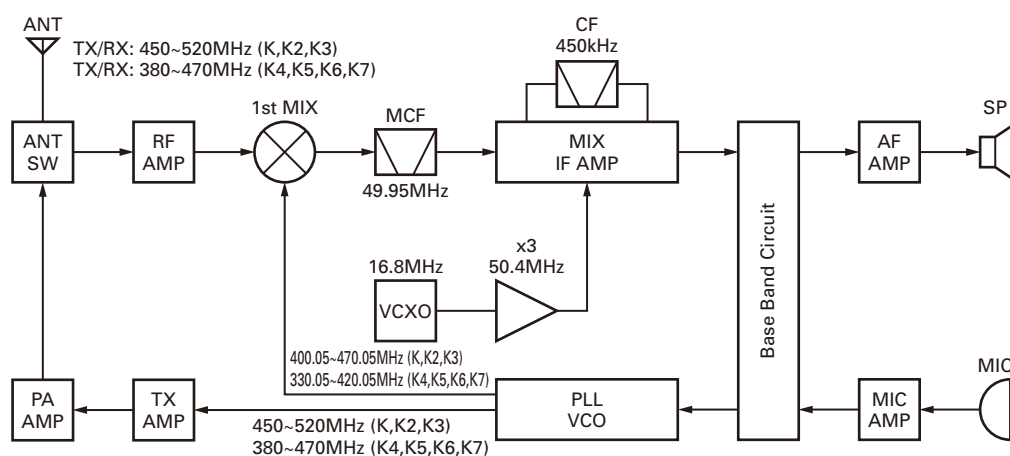 ANT
TX/RX: 450~520MHz (K,K2,K3)
TX/RX: 380~470MHz (K4,K5,K6,K7)
CF
450kHz
1st MIX
MCF
SP
ANT
SW
RF
AMP
MIX
IF AMP
AF
AMP
49.95MHz
x3
16.8MHz
50.4MHz
VCXO
Base Band Circuit
400.05~470.05MHz (K,K2,K3)
330.05~420.05MHz (K4,K5,K6,K7)
MIC
PA
AMP
TX
AMP
PLL
VCO
MIC
AMP
450~520MHz (K,K2,K3)
380~470MHz (K4,K5,K6,K7)